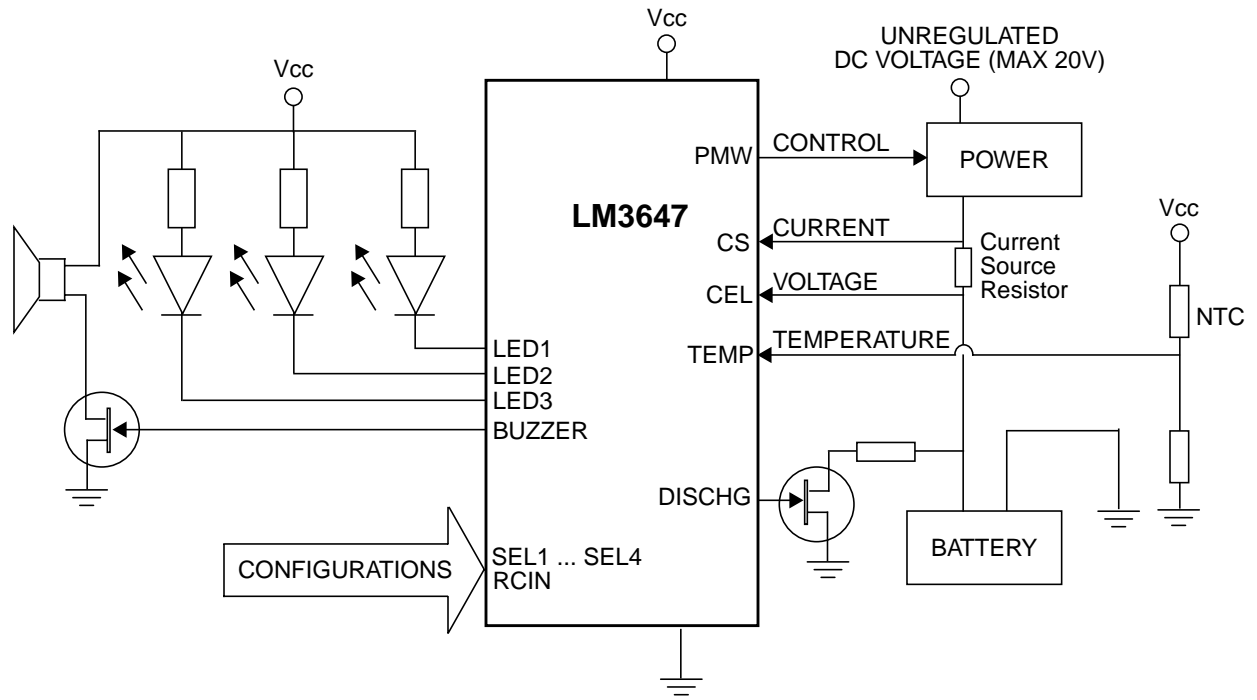 Vcc
UNREGULATED
DC VOLTAGE (MAX 20V)
Vcc
PMW
CONTROL
POWER
LM3647
Vcc
CS
CURRENT
Current
Source
Resistor
CEL
VOLTAGE
NTC
TEMP
TEMPERATURE
LED1
LED2
LED3
BUZZER
DISCHG
BATTERY
CONFIGURATIONS
SEL1 ... SEL4
RCIN